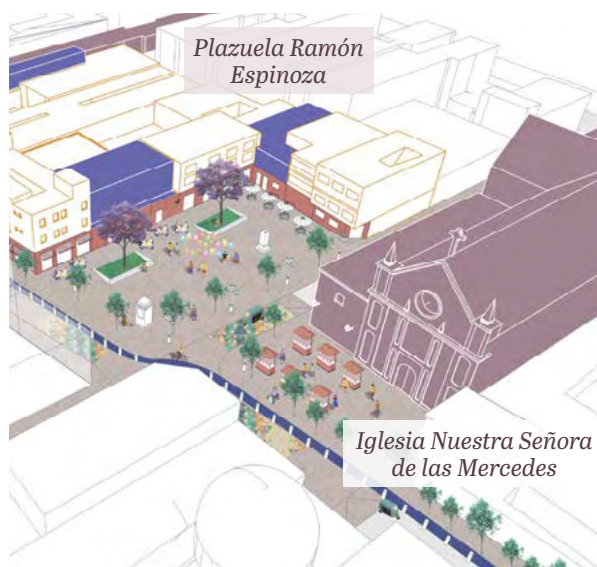 Plazuela Ramón
Espinoza
Iglesia Nuestra Señora
de las Mercedes